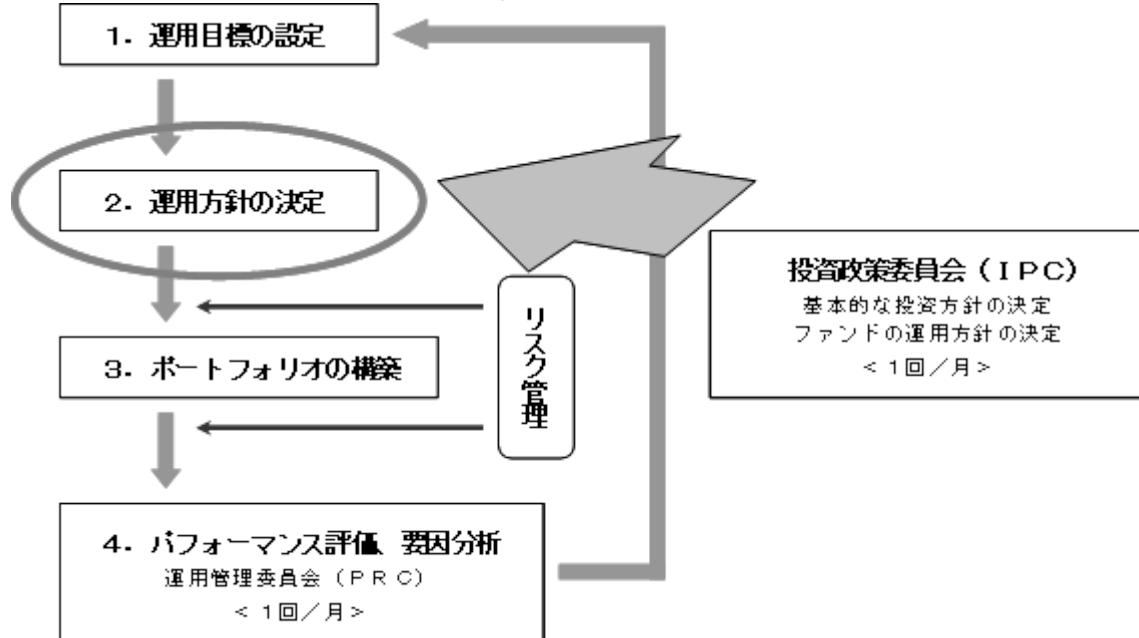 1．運用目標の設定
2．運用方針の決定
3．ポートフォリオの構築
リスク管理
4．パフォーマンス評価、要因分析
運用管理委員会（ＰＲＣ）
＜1回／月＞
投資政策委員会（ＩＰＣ）
基本的な投資方針の決定
ファンドの運用方針の決定
＜1回／月＞